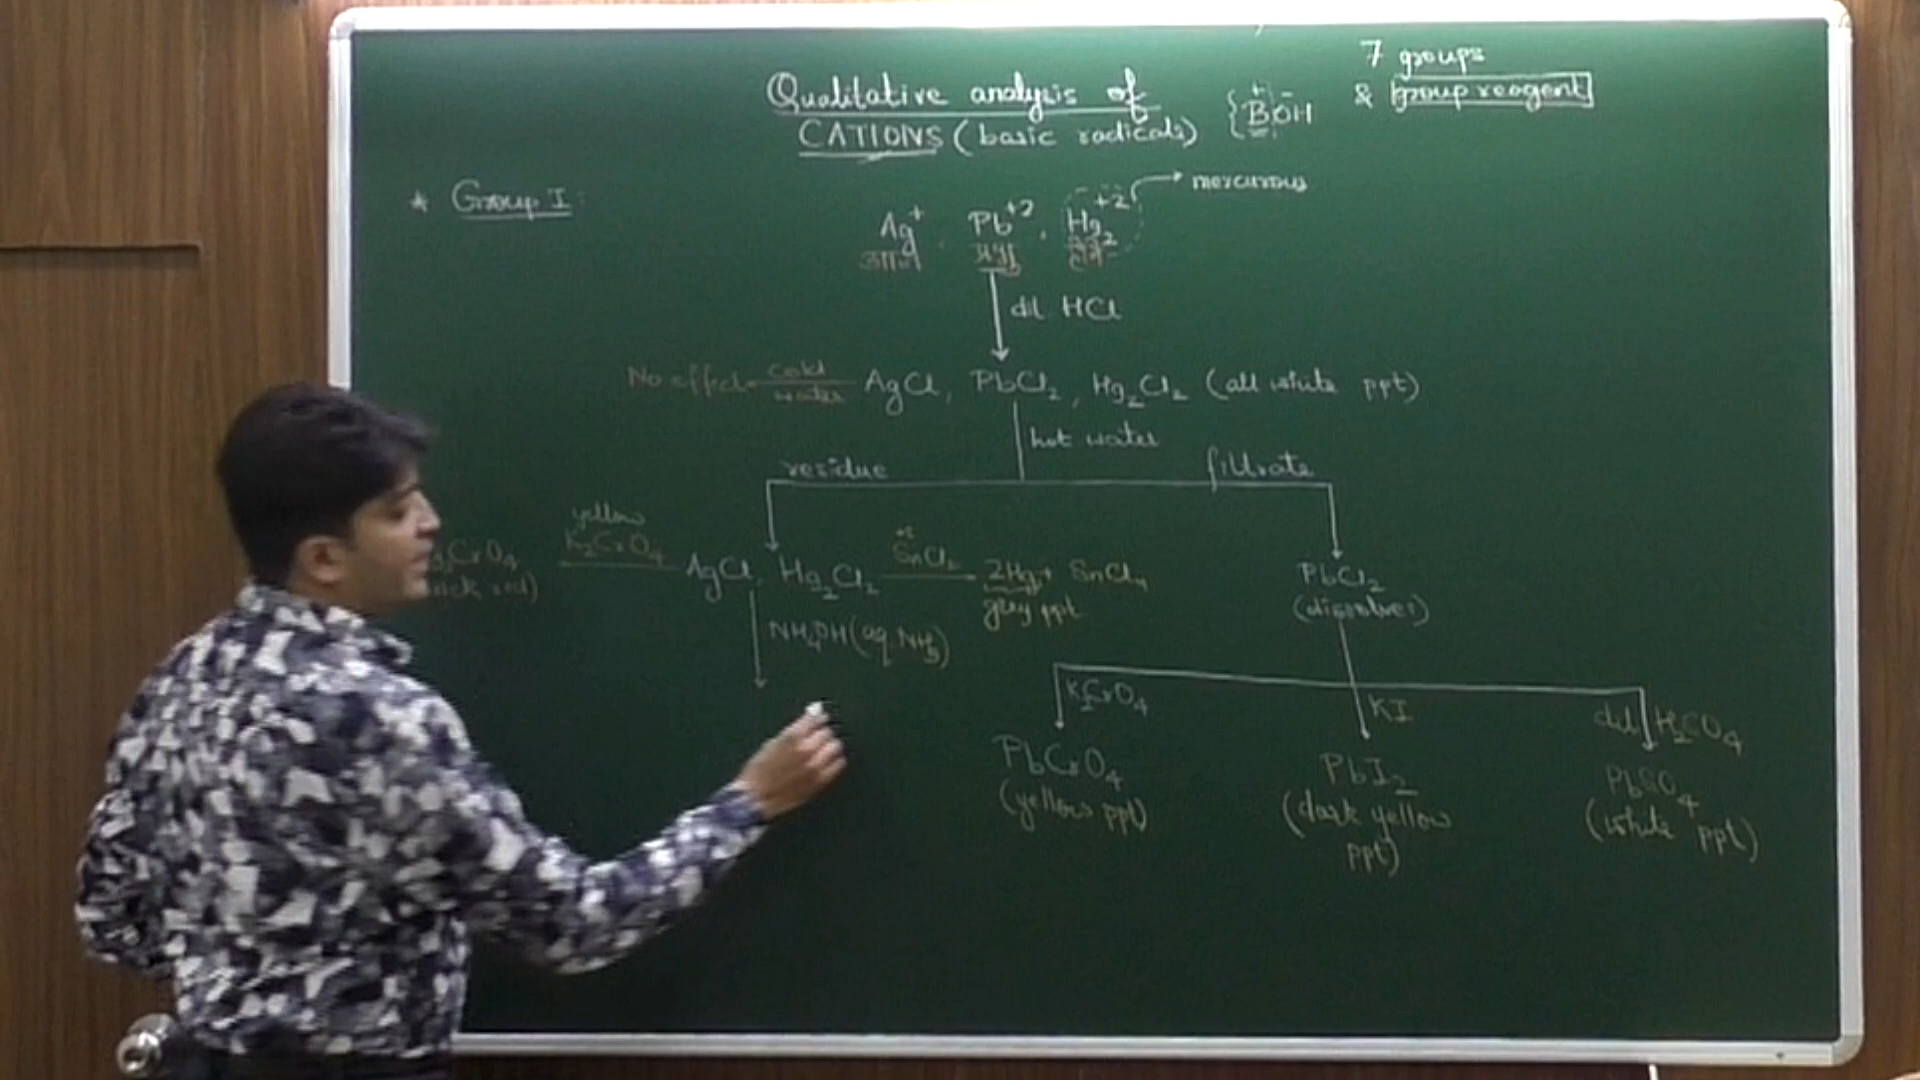 7 groups
& group reagent
Qualitative analysis of
CATIONS (basic radicals) {B⁺OH⁻
* Group I :
Ag⁺, Pb⁺², Hg₂⁺² → mercurous
dil. HCl
No effect cold water AgCl, PbCl₂, Hg₂Cl₂ (all white ppt)
hot water
residue filtrate
yellow
K₂CrO₄ SnCl₂
CrO₄ AgCl, Hg₂Cl₂ 2Hg + SnCl₄ PbCl₂
red) grey ppt (dissolves)
NH₄OH (aq. NH₃)
K₂CrO₄ KI dil H₂SO₄
PbCrO₄ PbI₂ PbSO₄
(yellow ppt) (dark yellow ppt) (white ppt)